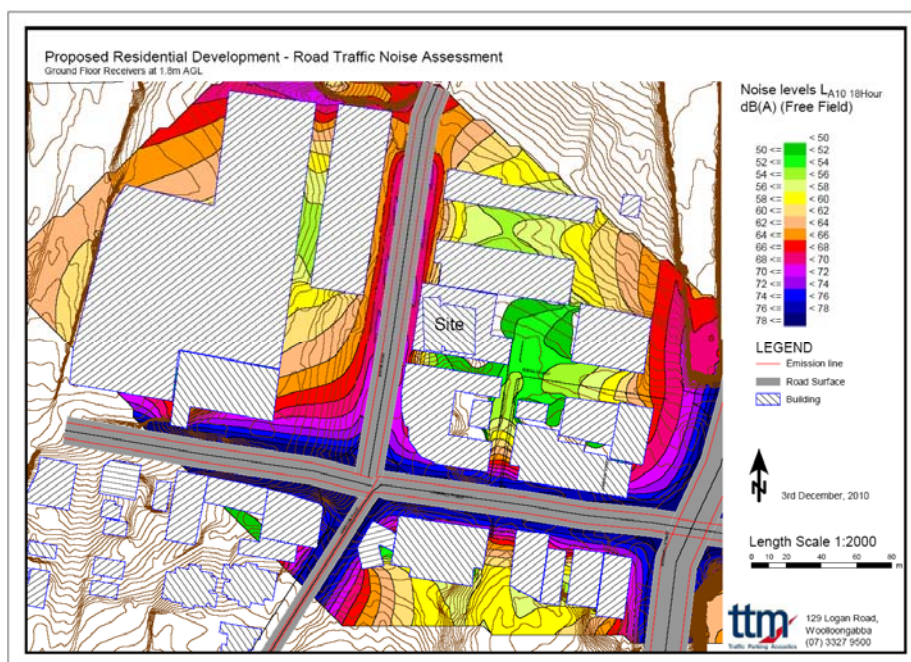 Proposed Residential Development - Road Traffic Noise Assessment
Ground Floor Receivers at 1.8m AGL
Noise levels LA10 18Hour
dB(A) (Free Field)
< 50
50 <= < 52
52 <= < 54
54 <= < 56
56 <= < 58
58 <= < 60
60 <= < 62
62 <= < 64
64 <= < 66
66 <= < 68
68 <= < 70
70 <= < 72
72 <= < 74
74 <= < 76
76 <= < 78
78 <=
Site
LEGEND
Emission line
Road Surface
Building
N
3rd December, 2010
Length Scale 1:2000
0 10 20 40 60 80
m
ttm
Traffic Parking Acoustics
129 Logan Road,
Woolloongabba
(07) 3327 9500